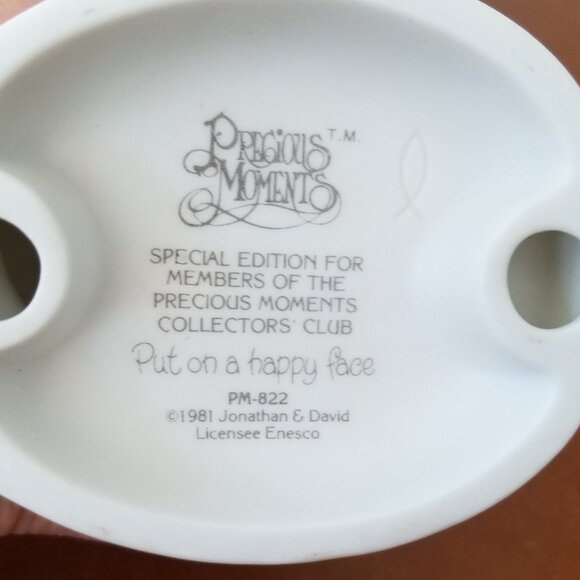 PRECIOUS T.M.
MOMENTS
SPECIAL EDITION FOR
MEMBERS OF THE
PRECIOUS MOMENTS
COLLECTORS' CLUB
Put on a happy face
PM-822
©1981 Jonathan & David
Licensee Enesco